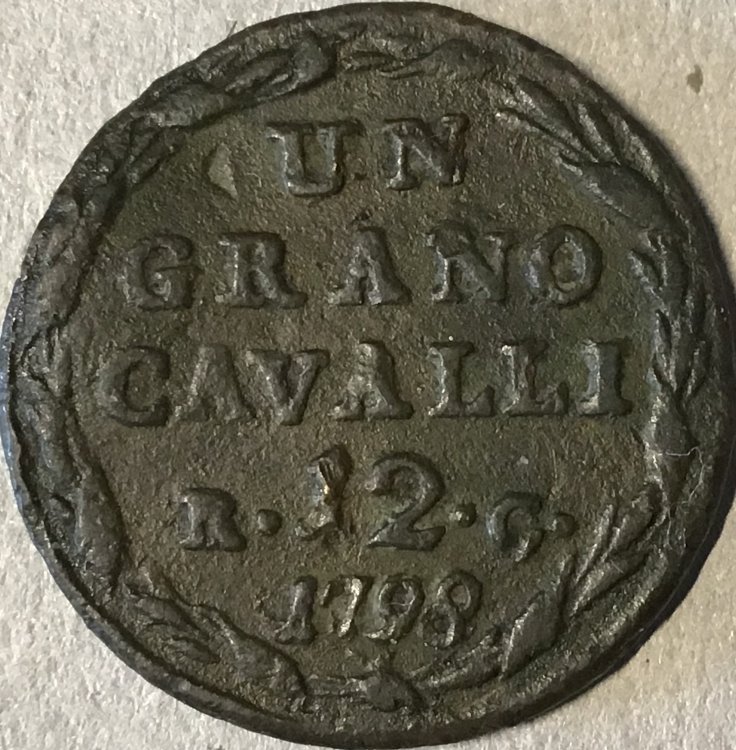 UN
GRANO
CAVALLI
R · 12 · C ·
1798